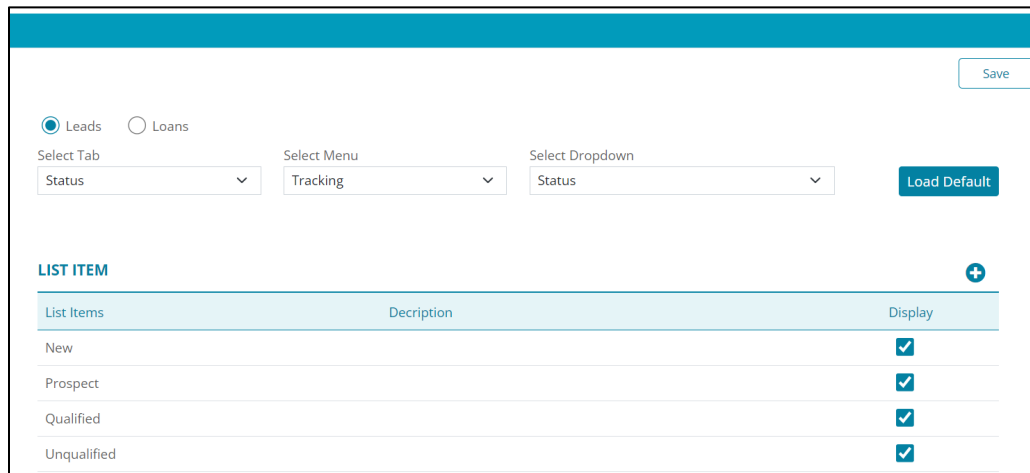 Save
Leads Loans
Select Tab Select Menu Select Dropdown
Status Tracking Status Load Default
LIST ITEM
List Items Decription Display
New
Prospect
Qualified
Unqualified